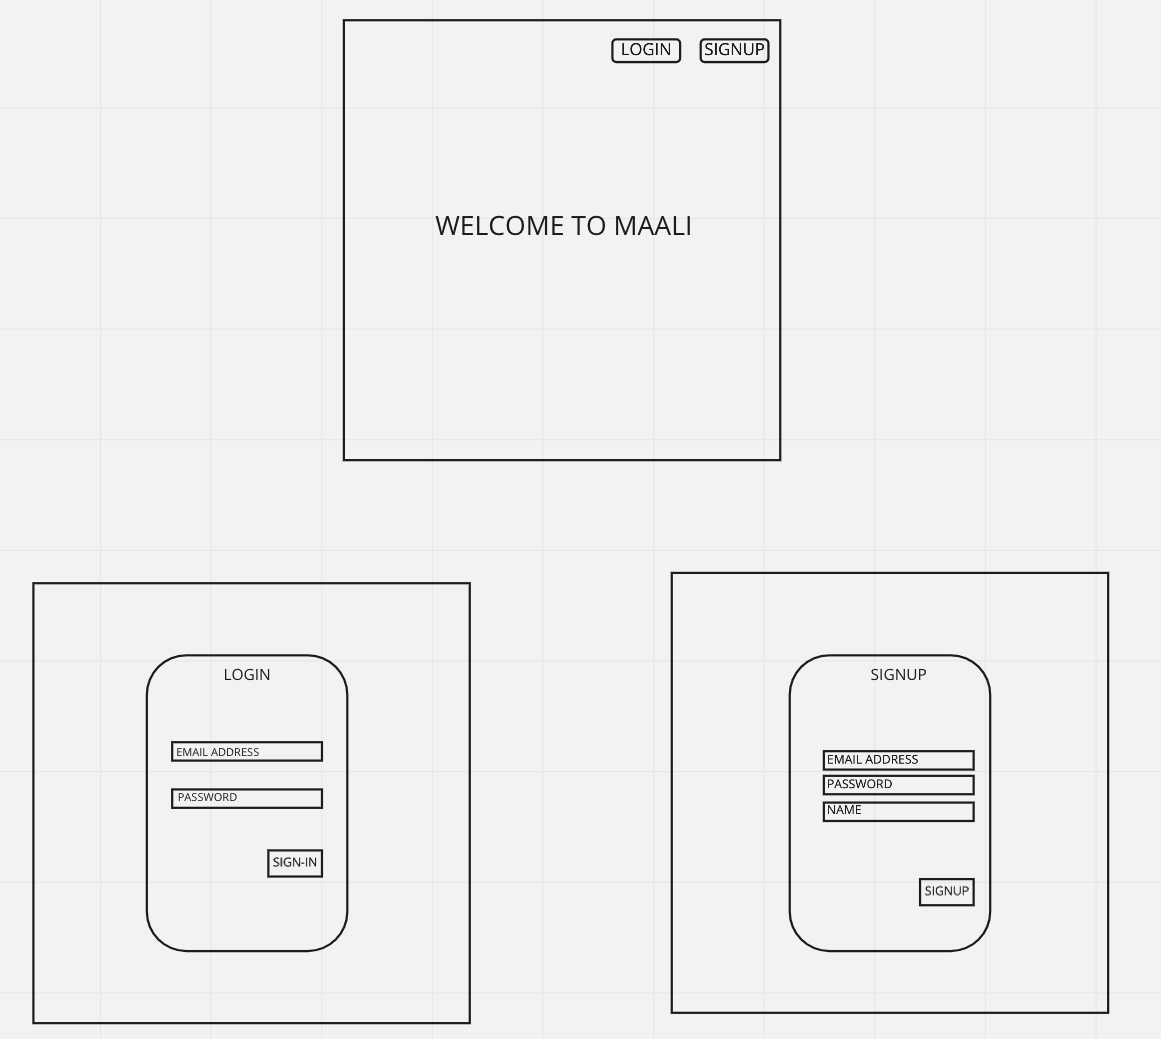 LOGIN
SIGNUP
WELCOME TO MAALI
LOGIN
EMAIL ADDRESS
PASSWORD
SIGN-IN
SIGNUP
EMAIL ADDRESS
PASSWORD
NAME
SIGNUP